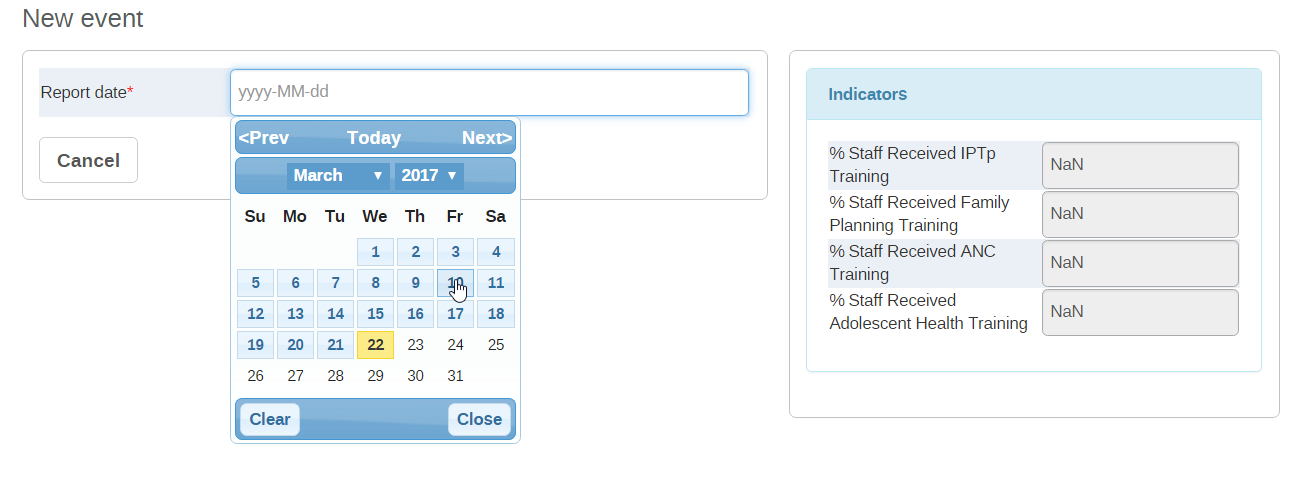 New event
Report date*
yyyy-MM-dd
Cancel
<Prev Today Next>
March 2017
Su Mo Tu We Th Fr Sa
1 2 3 4
5 6 7 8 9 10 11
12 13 14 15 16 17 18
19 20 21 22 23 24 25
26 27 28 29 30 31
Clear Close
Indicators
% Staff Received IPTp
Training
NaN
% Staff Received Family
Planning Training
NaN
% Staff Received ANC
Training
NaN
% Staff Received
Adolescent Health Training
NaN